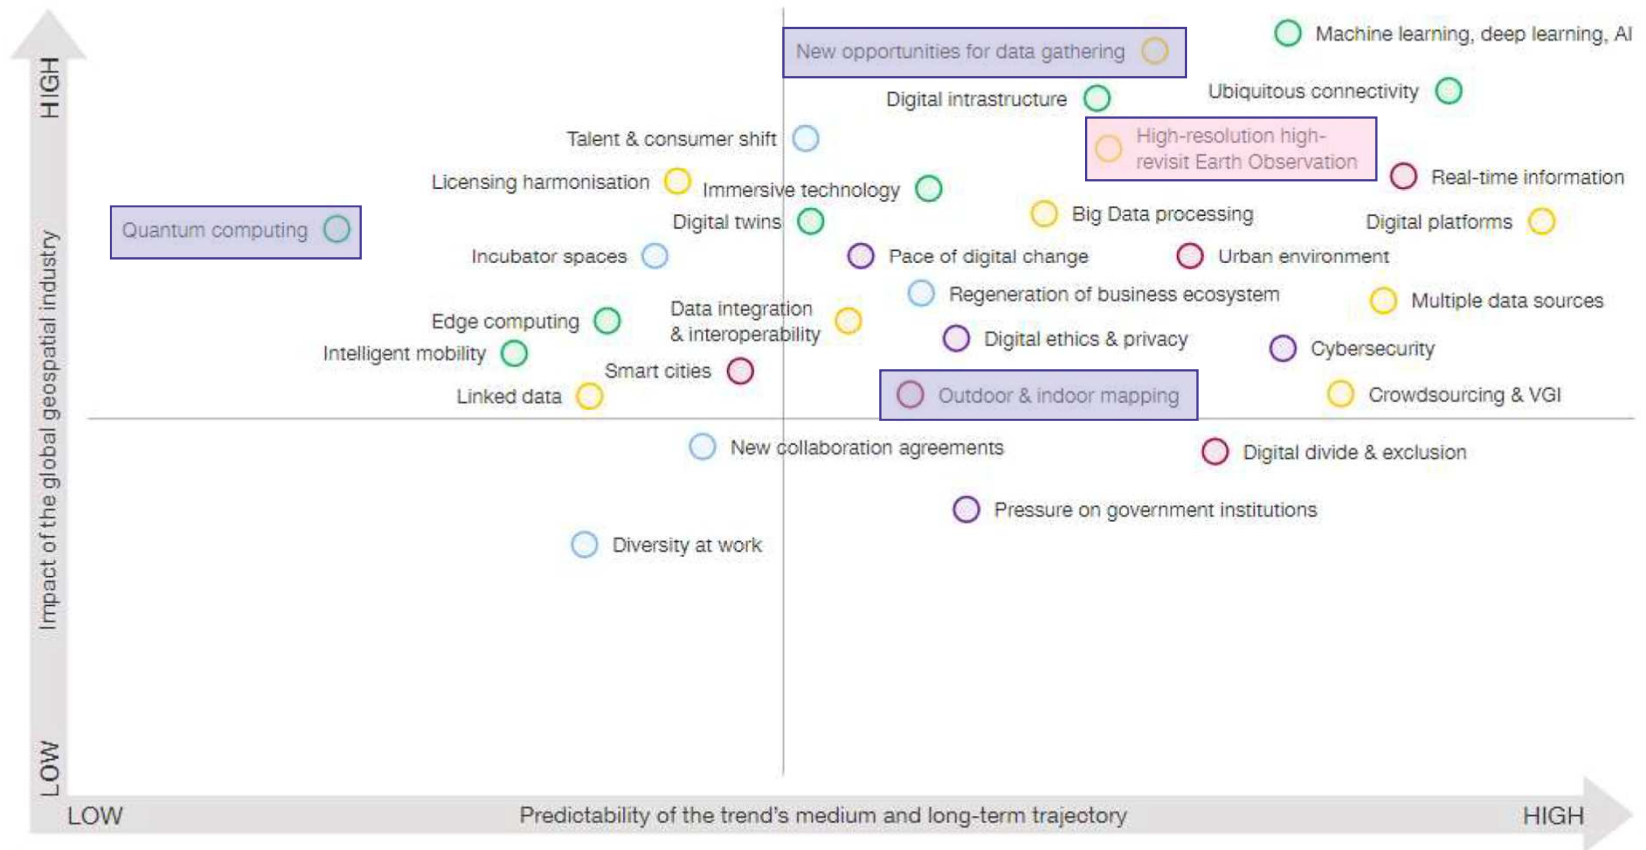 HIGH
Impact of the global geospatial industry
LOW
New opportunities for data gathering
Machine learning, deep learning, AI
Digital intrastructure
Ubiquitous connectivity
Talent & consumer shift
High-resolution high-
revisit Earth Observation
Licensing harmonisation
Immersive technology
Real-time information
Quantum computing
Digital twins
Big Data processing
Digital platforms
Incubator spaces
Pace of digital change
Urban environment
Regeneration of business ecosystem
Multiple data sources
Edge computing
Data integration
& interoperability
Digital ethics & privacy
Cybersecurity
Intelligent mobility
Smart cities
Linked data
Outdoor & indoor mapping
Crowdsourcing & VGI
New collaboration agreements
Digital divide & exclusion
Pressure on government institutions
Diversity at work
LOW
Predictability of the trend's medium and long-term trajectory
HIGH